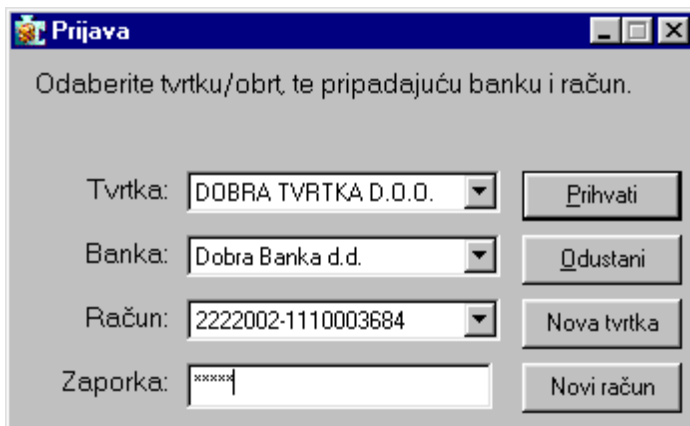 Prijava
Odaberite tvrtku/obrt, te pripadajuću banku i račun.
Tvrtka: DOBRA TVRTKA D.O.O. Prihvati
Banka: Dobra Banka d.d. Odustani
Račun: 2222002-1110003684 Nova tvrtka
Zaporka: ***** Novi račun